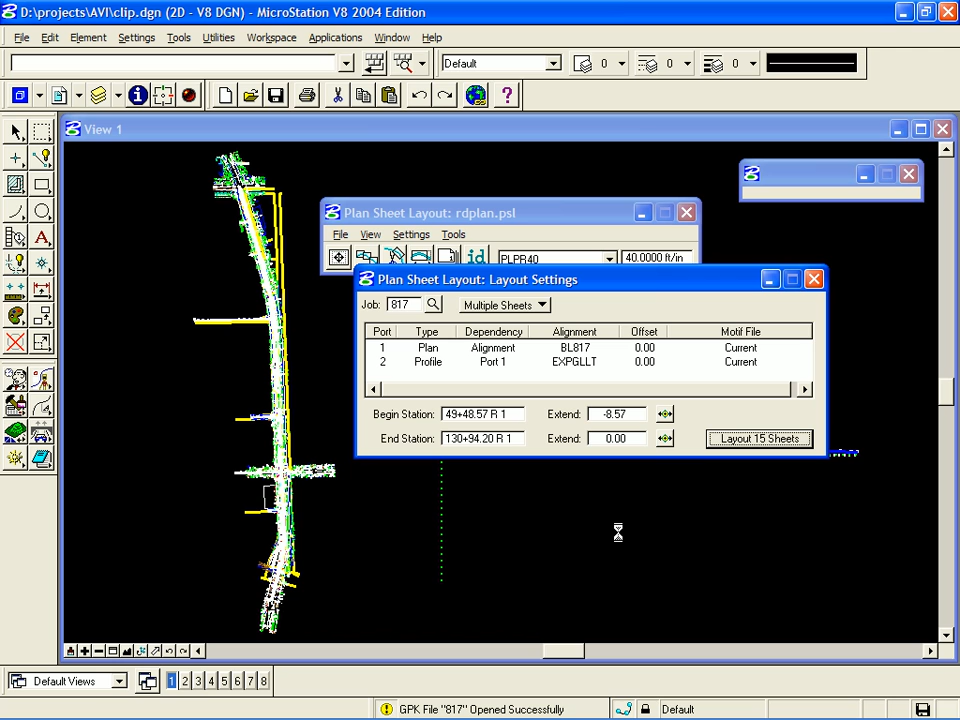 D:\projects\AVI\clip.dgn (2D - V8 DGN) - MicroStation V8 2004 Edition
File Edit Element Settings Tools Utilities Workspace Applications Window Help
Default 0 0 0
View 1
Plan Sheet Layout: rdplan.psl
File View Settings Tools
id PLPR40 40.0000 ft/in
Plan Sheet Layout: Layout Settings
Job: 817 Multiple Sheets
Port Type Dependency Alignment Offset Motif File
1 Plan Alignment BL817 0.00 Current
2 Profile Port 1 EXPGLLT 0.00 Current
Begin Station: 49+48.57 R 1 Extend: -8.57
End Station: 130+94.20 R 1 Extend: 0.00 Layout 15 Sheets
Default Views 1 2 3 4 5 6 7 8
GPK File "817" Opened Successfully Default